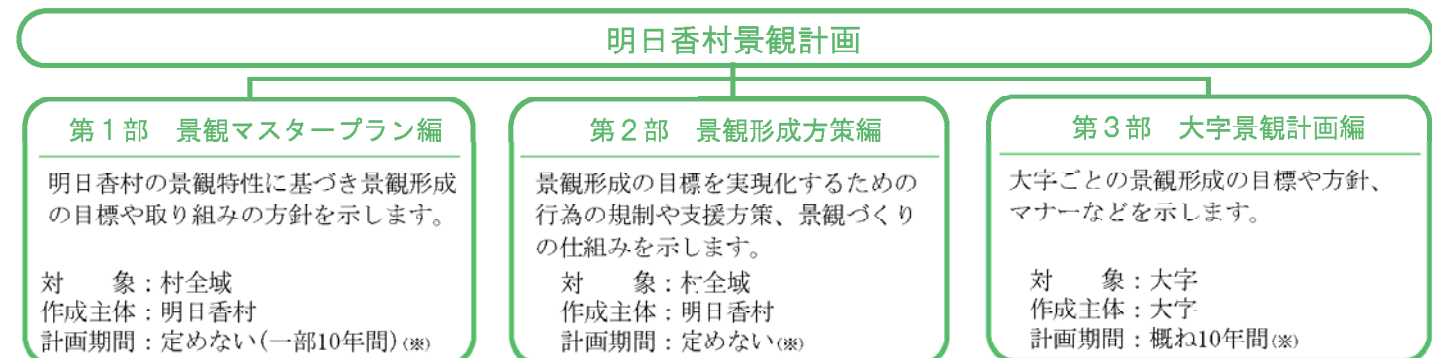 明日香村景観計画
第1部 景観マスタープラン編
明日香村の景観特性に基づき景観形成
の目標や取り組みの方針を示します。
対 象：村全域
作成主体：明日香村
計画期間：定めない(一部10年間)(※)
第2部 景観形成方策編
景観形成の目標を実現化するための
行為の規制や支援方策、景観づくり
の仕組みを示します。
対 象：村全域
作成主体：明日香村
計画期間：定めない(※)
第3部 大字景観計画編
大字ごとの景観形成の目標や方針、
マナーなどを示します。
対 象：大字
作成主体：大字
計画期間：概ね10年間(※)